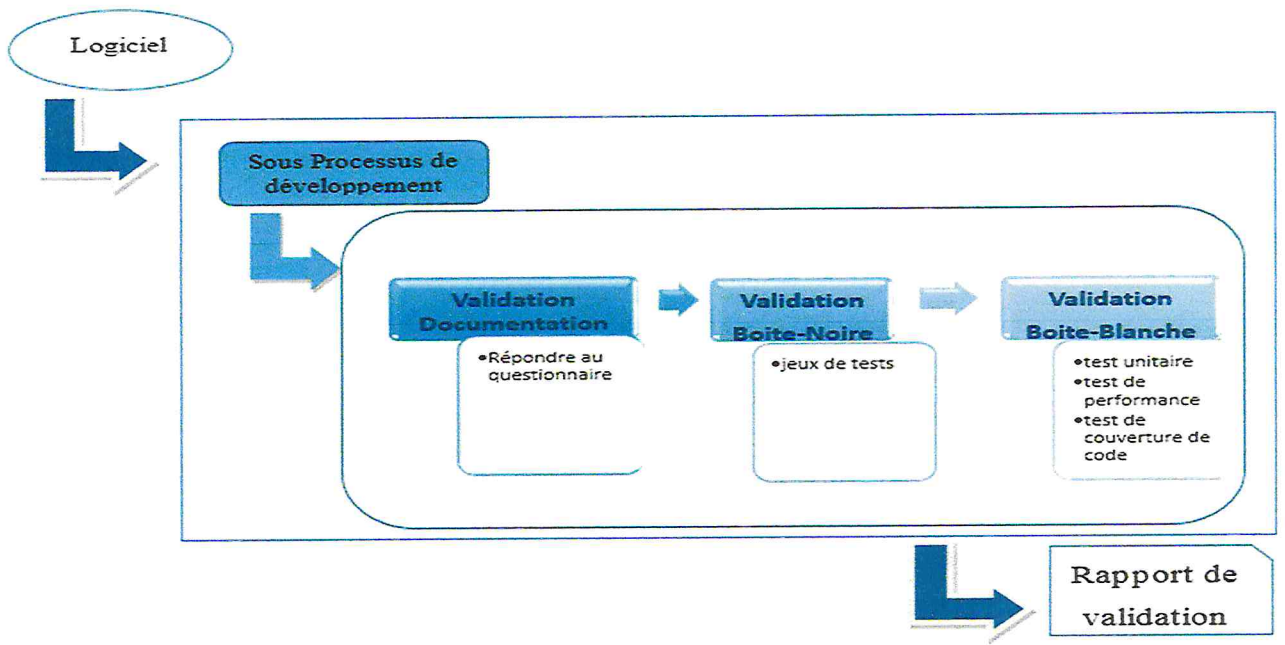 Logiciel
Sous Processus de
développement
Validation
Documentation
•Répondre au
questionnaire
Validation
Boite-Noire
•jeux de tests
Validation
Boite-Blanche
•test unitaire
•test de
performance
•test de
couverture de
code
Rapport de
validation